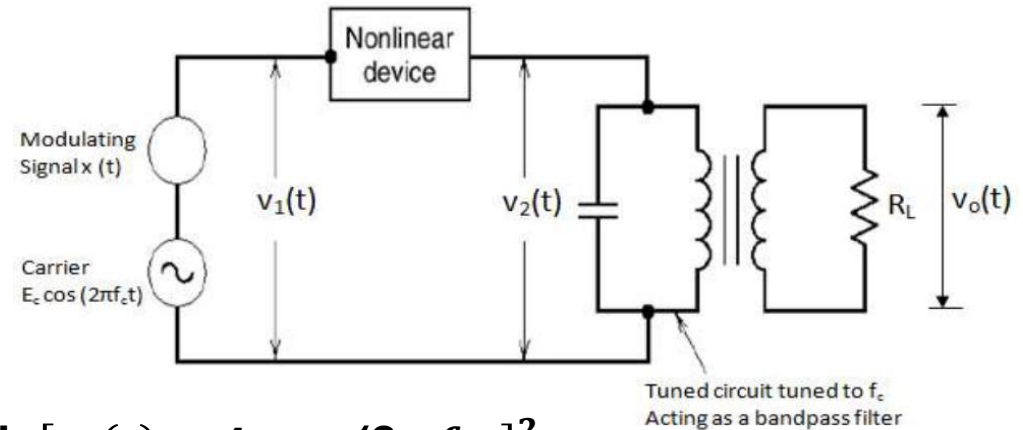 Nonlinear
device
Modulating
Signal x (t)
v₁(t)
v₂(t)
R_L
vₒ(t)
Carrier
E_c cos (2πf_ct)
Tuned circuit tuned to f_c
Acting as a bandpass filter